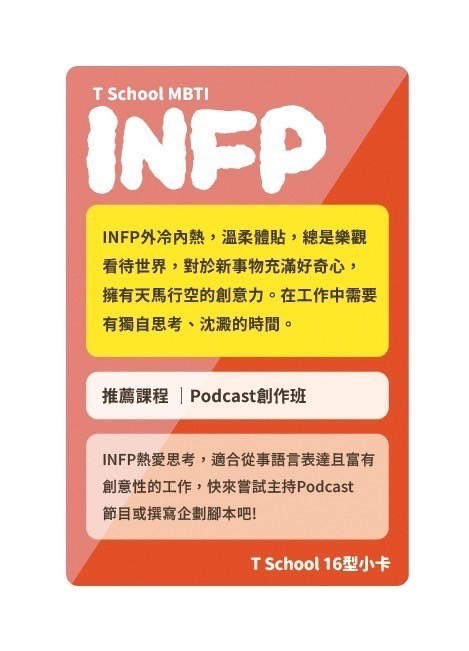 T School MBTI
INFP
INFP外冷內熱，溫柔體貼，總是樂觀
看待世界，對於新事物充滿好奇心，
擁有天馬行空的創意力。在工作中需要
有獨自思考、沈澱的時間。
推薦課程｜Podcast創作班
INFP熱愛思考，適合從事語言表達且富有
創意性的工作，快來嘗試主持Podcast
節目或撰寫企劃腳本吧!
T School 16型小卡